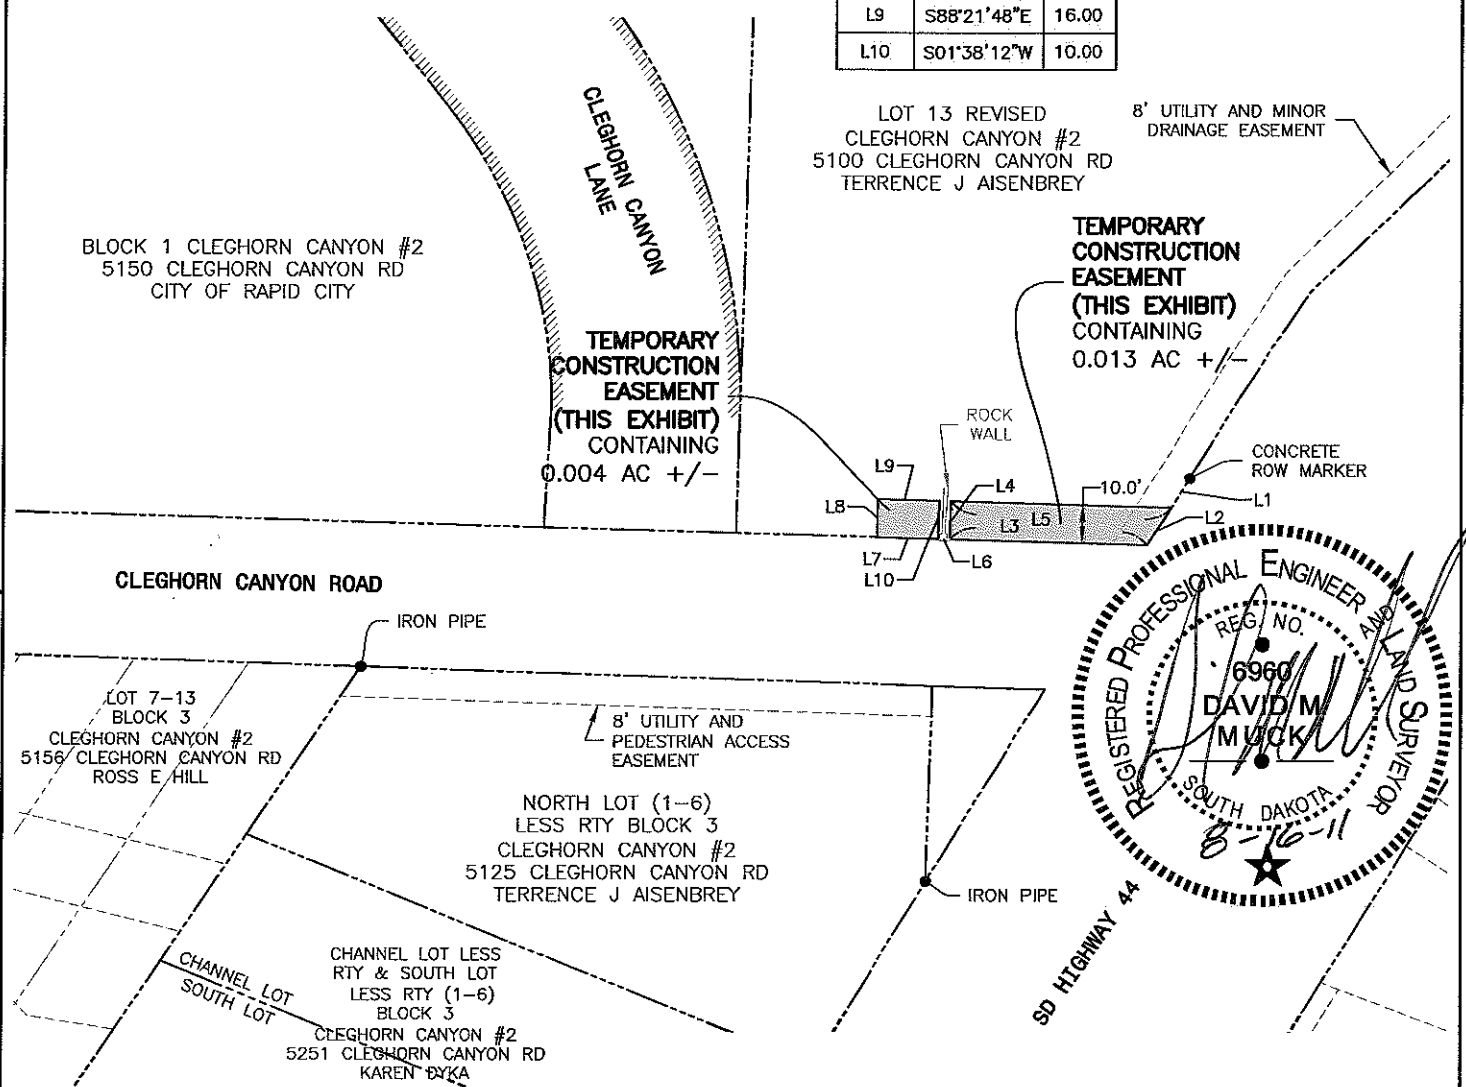 L9 S88°21'48"E 16.00
L10 S01°38'12"W 10.00
LOT 13 REVISED
CLEGHORN CANYON #2
5100 CLEGHORN CANYON RD
TERRENCE J AISENBREY
8' UTILITY AND MINOR
DRAINAGE EASEMENT
CLEGHORN CANYON
LANE
BLOCK 1 CLEGHORN CANYON #2
5150 CLEGHORN CANYON RD
CITY OF RAPID CITY
TEMPORARY
CONSTRUCTION
EASEMENT
(THIS EXHIBIT)
CONTAINING
0.013 AC +/-
TEMPORARY
CONSTRUCTION
EASEMENT
(THIS EXHIBIT)
CONTAINING
0.004 AC +/-
ROCK
WALL
CONCRETE
ROW MARKER
L9
L4
10.0'
L1
L8
L3
L5
L2
L7
L6
L10
CLEGHORN CANYON ROAD
IRON PIPE
LOT 7-13
BLOCK 3
CLEGHORN CANYON #2
5156 CLEGHORN CANYON RD
ROSS E HILL
8' UTILITY AND
PEDESTRIAN ACCESS
EASEMENT
NORTH LOT (1-6)
LESS RTY BLOCK 3
CLEGHORN CANYON #2
5125 CLEGHORN CANYON RD
TERRENCE J AISENBREY
IRON PIPE
CHANNEL LOT
SOUTH LOT
CHANNEL LOT LESS
RTY & SOUTH LOT
LESS RTY (1-6)
BLOCK 3
CLEGHORN CANYON #2
5251 CLEGHORN CANYON RD
KAREN DYKA
SD HIGHWAY 44
REGISTERED PROFESSIONAL ENGINEER AND LAND SURVEYOR
REG. NO.
6960
DAVID M
MUCK
SOUTH DAKOTA
8-16-11